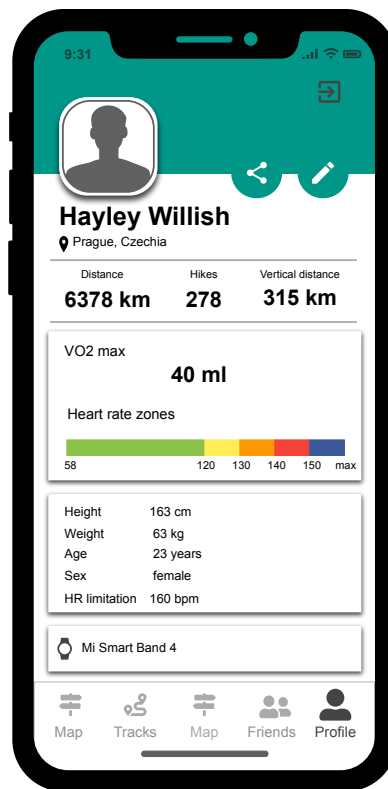 9:31
Hayley Willish
Prague, Czechia
Distance Hikes Vertical distance
6378 km 278 315 km
VO2 max
40 ml
Heart rate zones
58 120 130 140 150 max
Height 163 cm
Weight 63 kg
Age 23 years
Sex female
HR limitation 160 bpm
Mi Smart Band 4
Map Tracks Map Friends Profile